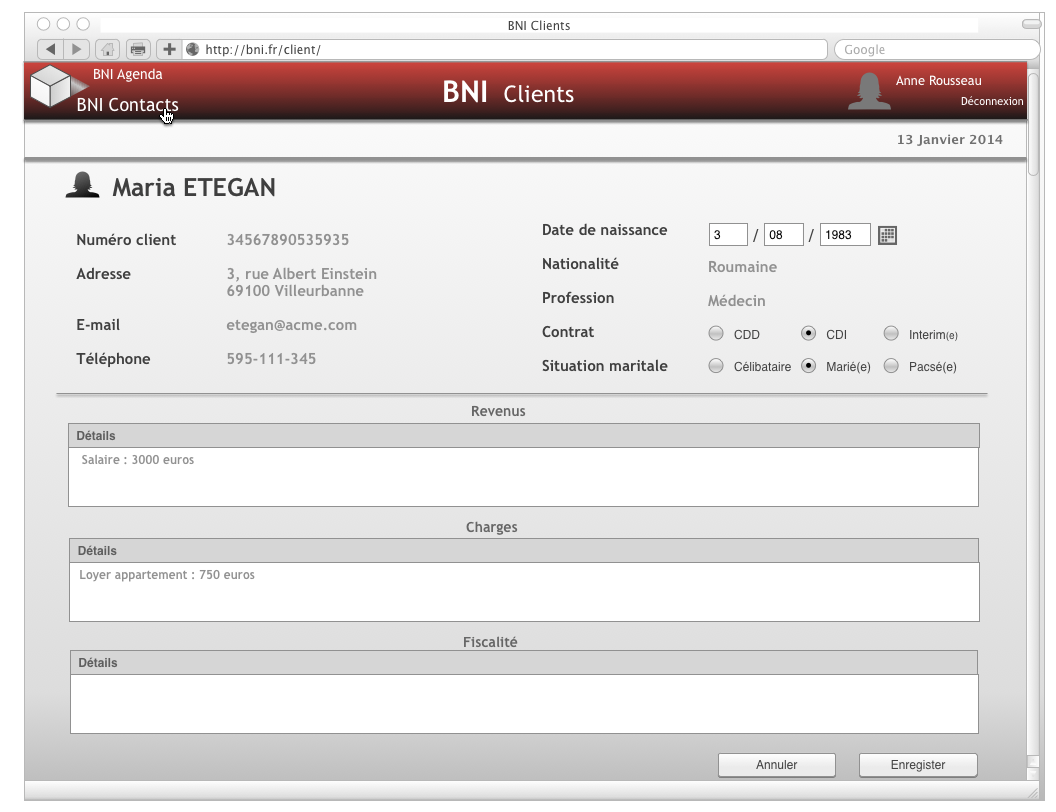 BNI Clients
http://bni.fr/client/
Google
BNI Agenda
BNI Contacts
BNI Clients
Anne Rousseau
Déconnexion
13 Janvier 2014
Maria ETEGAN
Numéro client 34567890535935
Adresse 3, rue Albert Einstein
69100 Villeurbanne
E-mail etegan@acme.com
Téléphone 595-111-345
Date de naissance 3 / 08 / 1983
Nationalité Roumaine
Profession Médecin
Contrat CDD CDI Interim(e)
Situation maritale Célibataire Marié(e) Pacsé(e)
Revenus
Détails
Salaire : 3000 euros
Charges
Détails
Loyer appartement : 750 euros
Fiscalité
Détails
Annuler Enregister